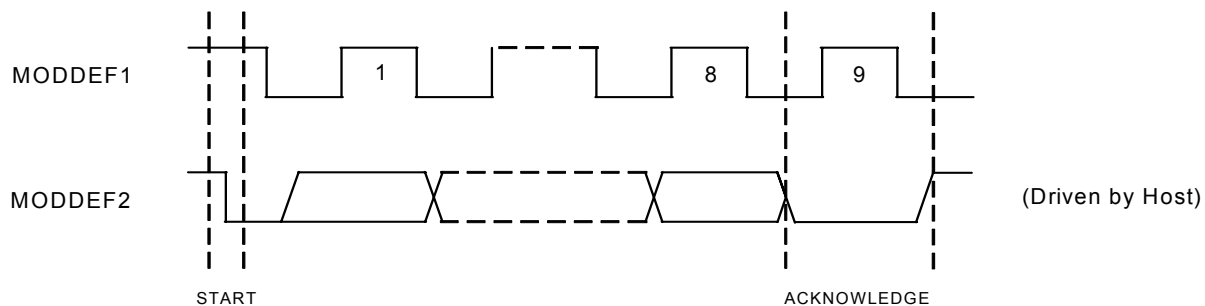 MODDEF1
1
8
9
MODDEF2
(Driven by Host)
START
ACKNOWLEDGE